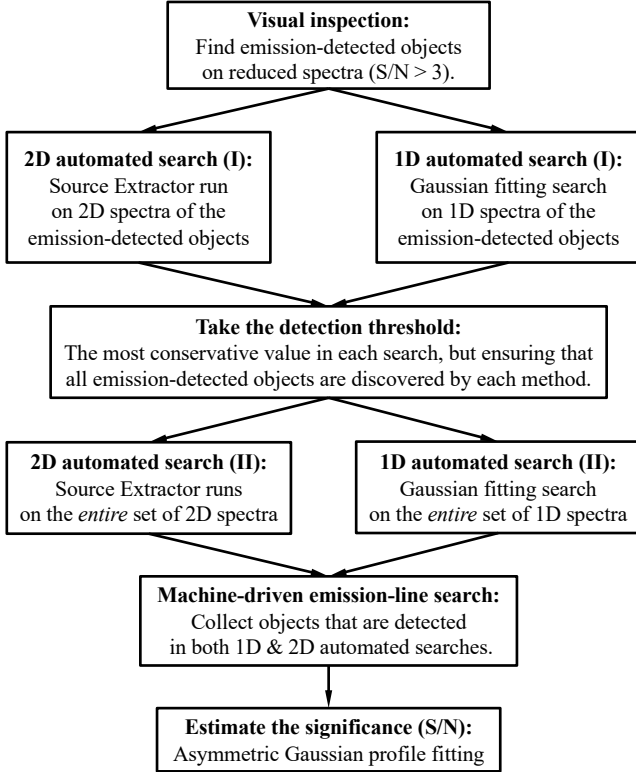 Visual inspection:
Find emission-detected objects
on reduced spectra (S/N > 3).
2D automated search (I):
Source Extractor run
on 2D spectra of the
emission-detected objects
1D automated search (I):
Gaussian fitting search
on 1D spectra of the
emission-detected objects
Take the detection threshold:
The most conservative value in each search, but ensuring that
all emission-detected objects are discovered by each method.
2D automated search (II):
Source Extractor runs
on the entire set of 2D spectra
1D automated search (II):
Gaussian fitting search
on the entire set of 1D spectra
Machine-driven emission-line search:
Collect objects that are detected
in both 1D & 2D automated searches.
Estimate the significance (S/N):
Asymmetric Gaussian profile fitting